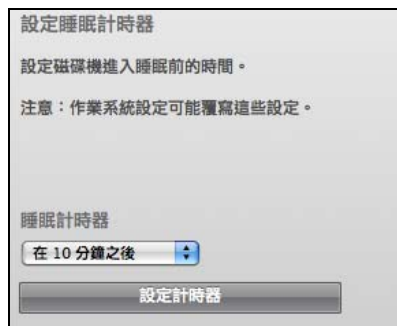 設定睡眠計時器
設定磁碟機進入睡眠前的時間。
注意：作業系統設定可能覆寫這些設定。
睡眠計時器
在 10 分鐘之後
設定計時器